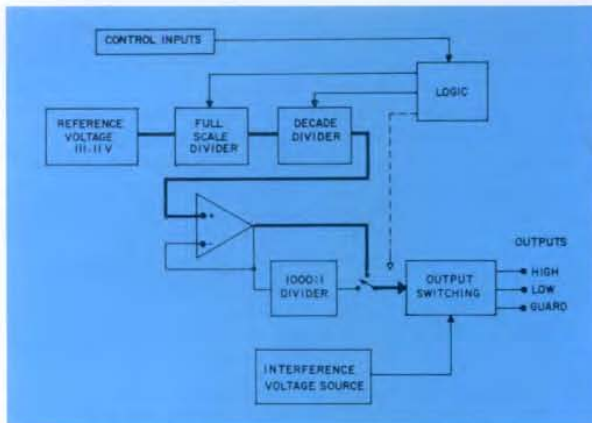 CONTROL INPUTS
LOGIC
REFERENCE
VOLTAGE
111·11V
FULL
SCALE
DIVIDER
DECADE
DIVIDER
+
−
1000:1
DIVIDER
OUTPUT
SWITCHING
OUTPUTS
HIGH
LOW
GUARD
INTERFERENCE
VOLTAGE SOURCE